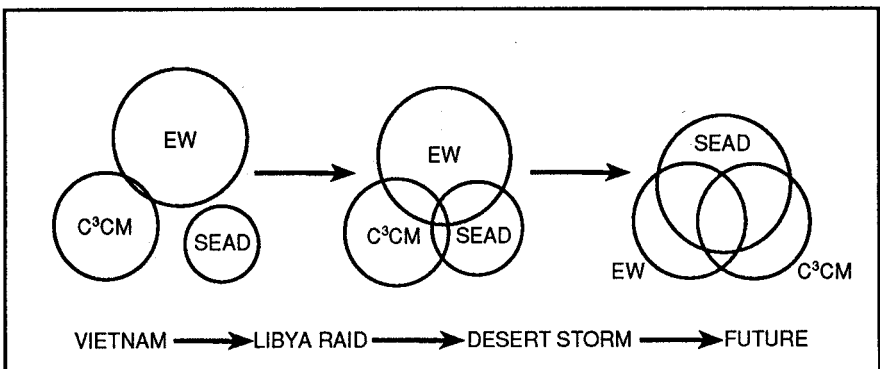 EW
C³CM
SEAD
EW
C³CM
SEAD
SEAD
EW
C³CM
VIETNAM LIBYA RAID DESERT STORM FUTURE